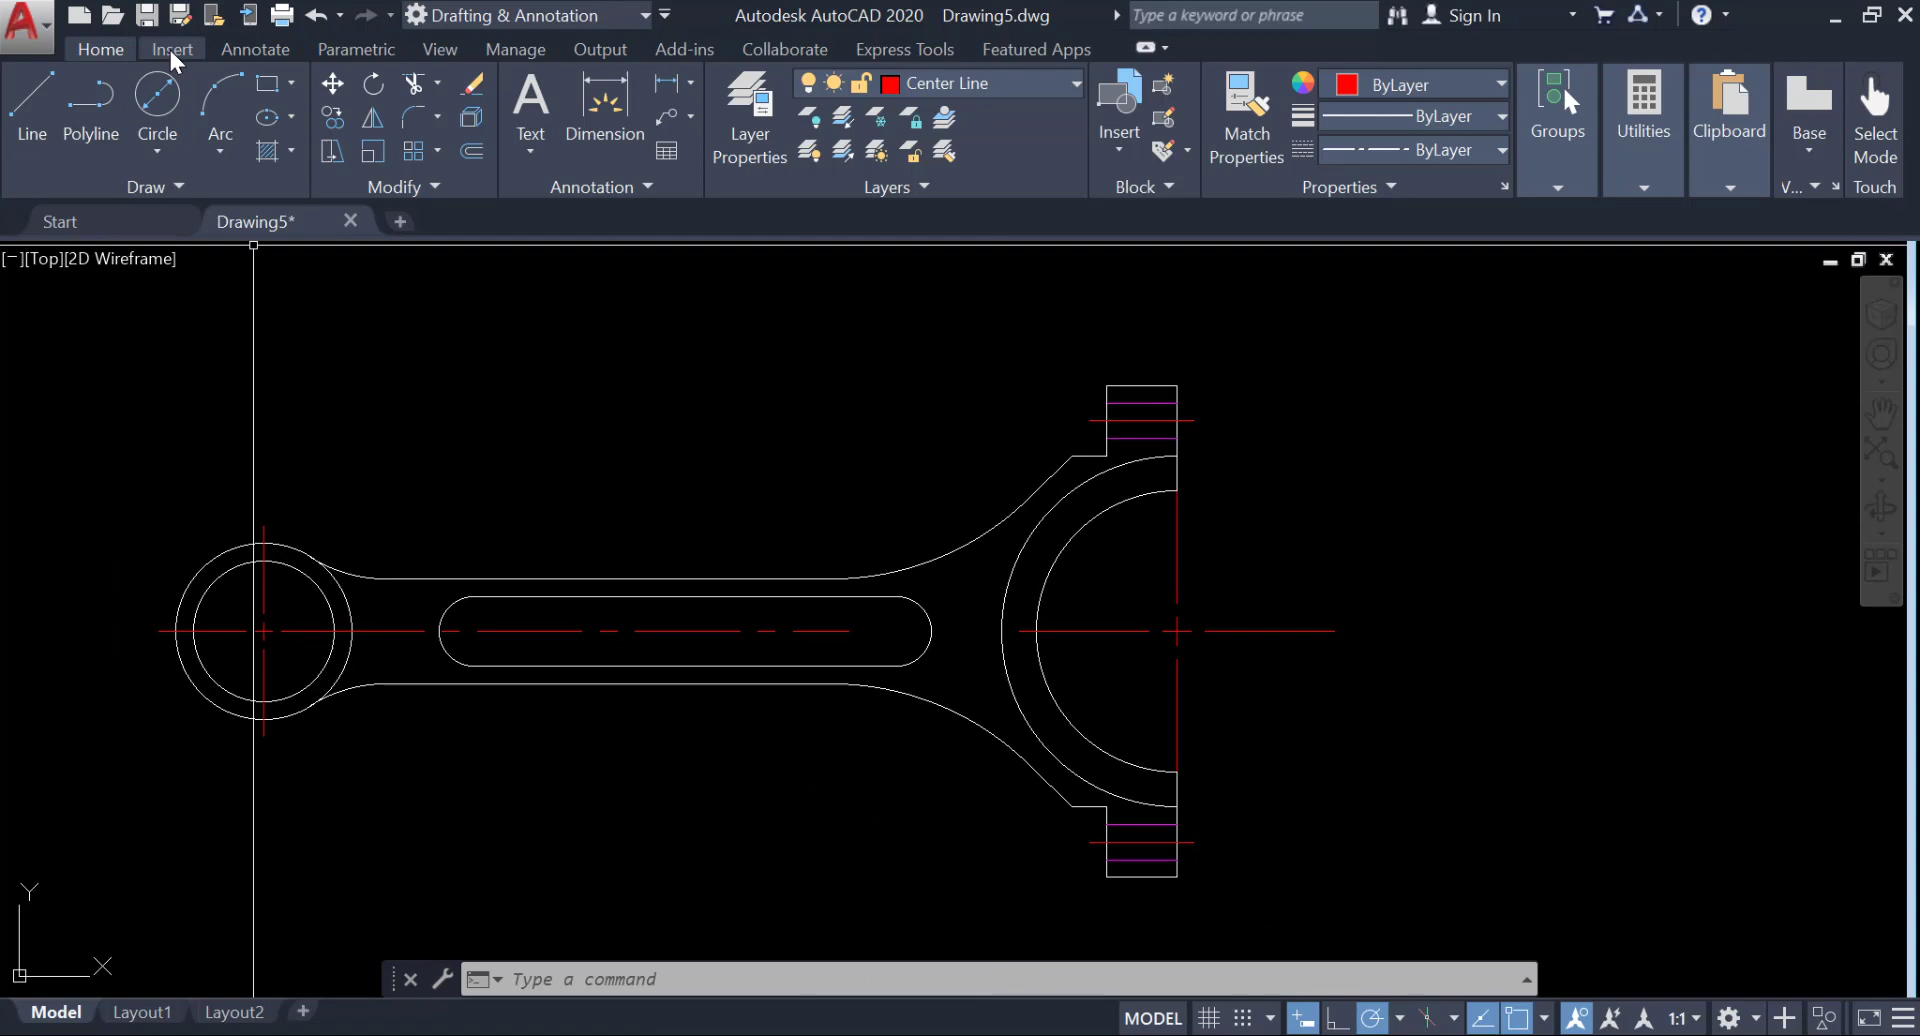 Drafting & Annotation
Autodesk AutoCAD 2020 Drawing5.dwg
Type a keyword or phrase
Sign In
Home Insert Annotate Parametric View Manage Output Add-ins Collaborate Express Tools Featured Apps
Center Line
ByLayer
ByLayer
ByLayer
Line Polyline Circle Arc
Text Dimension
Layer
Properties
Insert
Match
Properties
Groups
Utilities
Clipboard
Base
Select
Mode
Draw
Modify
Annotation
Layers
Block
Properties
V...
Touch
Start
Drawing5*
[−][Top][2D Wireframe]
Y
X
Type a command
Model Layout1 Layout2
MODEL
1:1